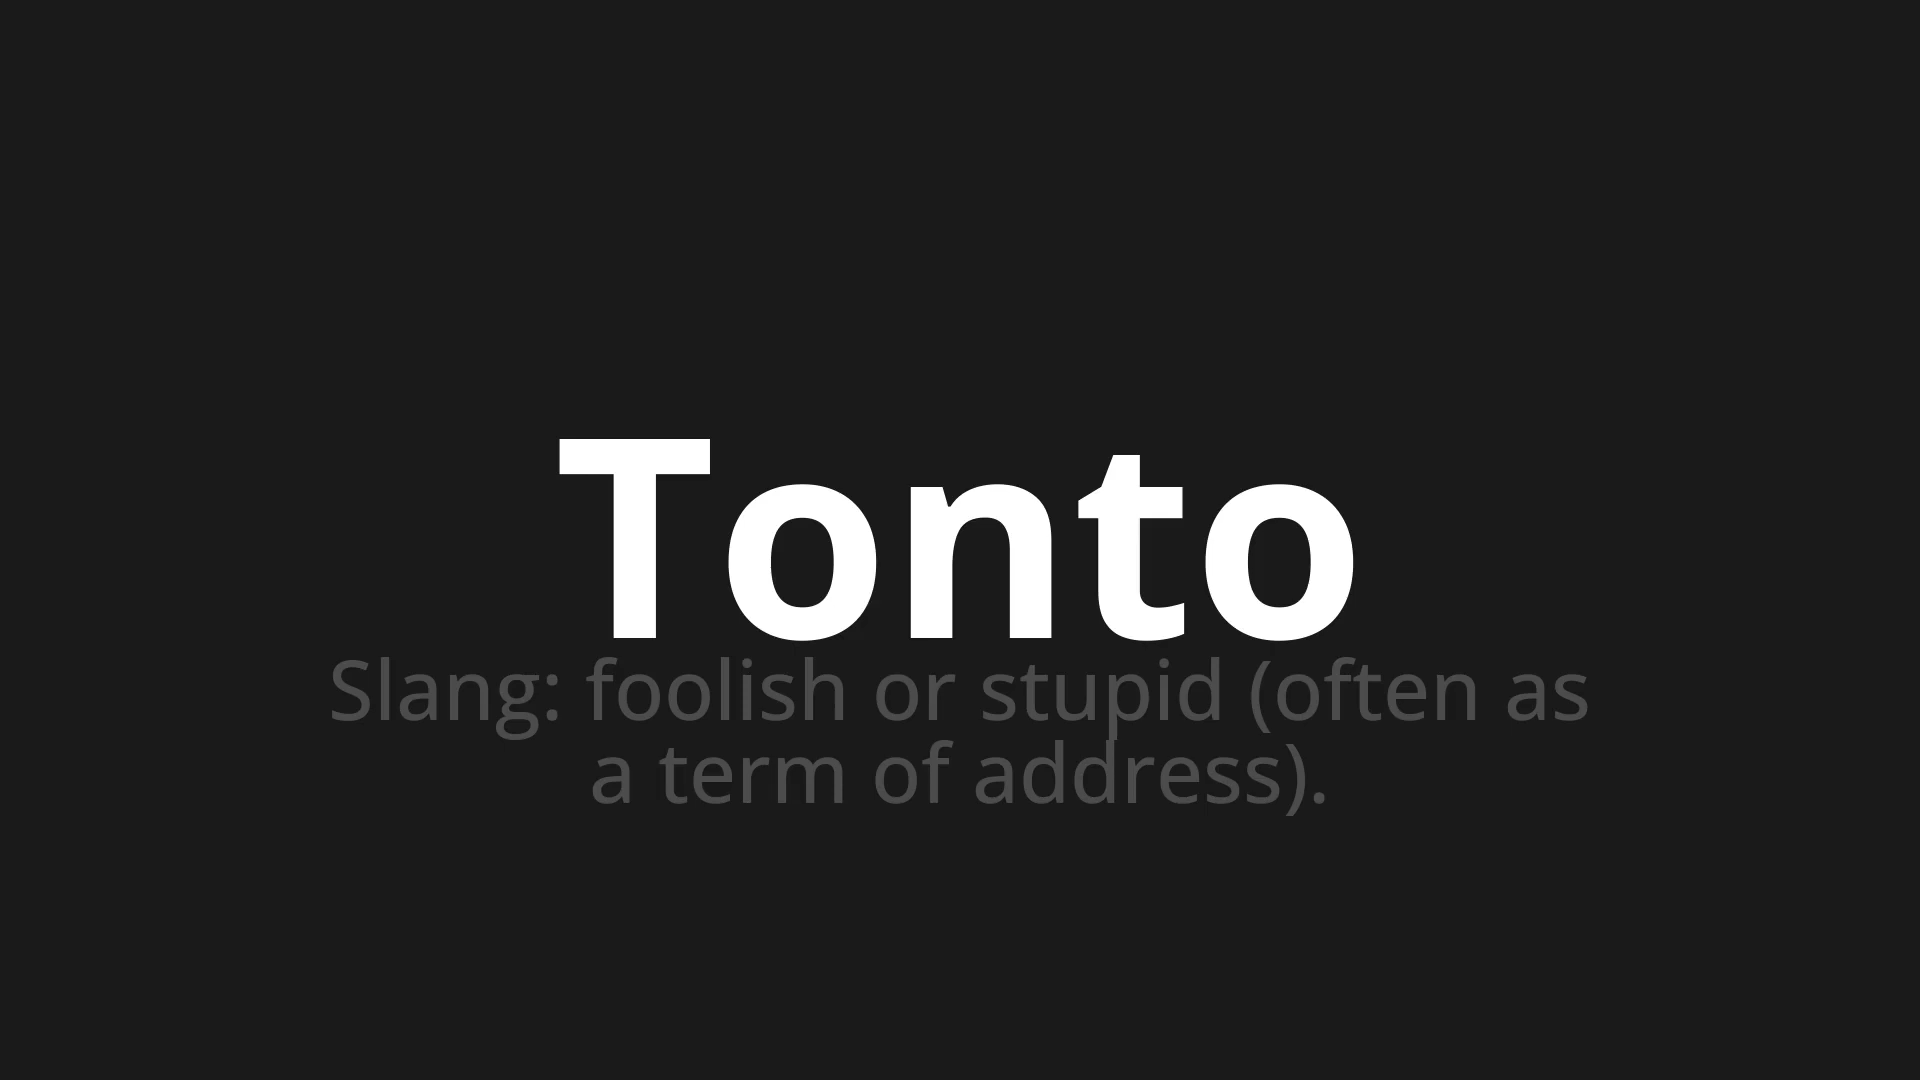 Tonto
Slang: foolish or stupid (often as
a term of address).